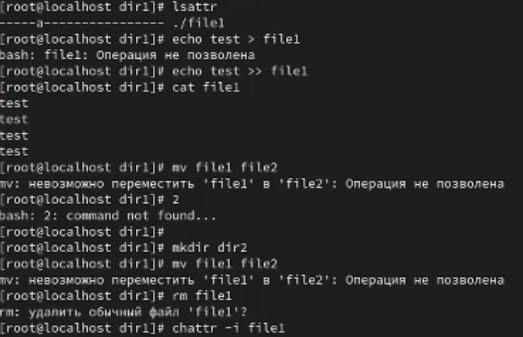 [root@localhost dir1]# lsattr
-----a---------------- ./file1
[root@localhost dir1]# echo test > file1
bash: file1: Операция не позволена
[root@localhost dir1]# echo test >> file1
[root@localhost dir1]# cat file1
test
test
test
test
[root@localhost dir1]# mv file1 file2
mv: невозможно переместить 'file1' в 'file2': Операция не позволена
[root@localhost dir1]# 2
bash: 2: command not found...
[root@localhost dir1]#
[root@localhost dir1]# mkdir dir2
[root@localhost dir1]# mv file1 file2
mv: невозможно переместить 'file1' в 'file2': Операция не позволена
[root@localhost dir1]# rm file1
rm: удалить обычный файл 'file1'?
[root@localhost dir1]# chattr -i file1